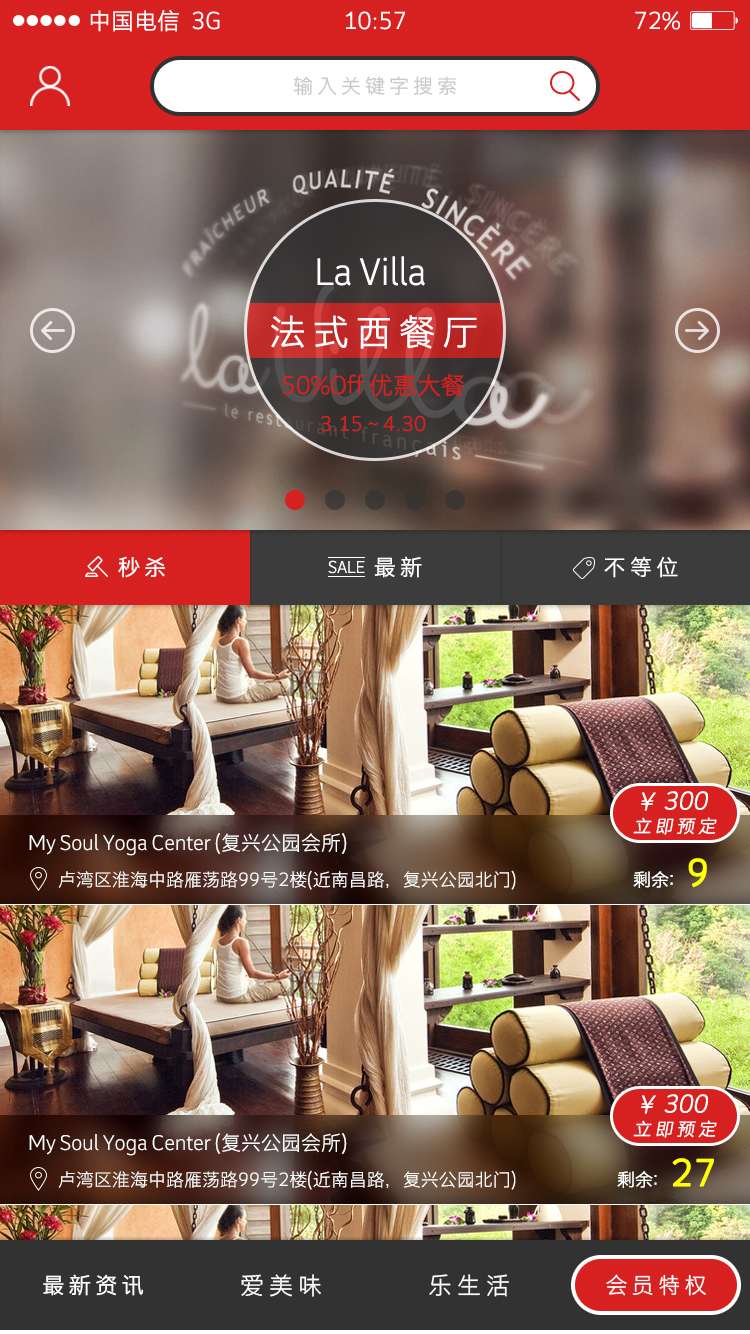 中国电信 3G 10:57 72%
输入关键字搜索
FRAÎCHEUR QUALITÉ SINCÈRE
La Villa
法式西餐厅
la Villa
50%Off 优惠大餐
3.15 ~ 4.30
le restaurant français
秒杀 SALE 最新 不等位
¥ 300
立即预定
My Soul Yoga Center (复兴公园会所)
卢湾区淮海中路雁荡路99号2楼(近南昌路，复兴公园北门) 剩余: 9
¥ 300
立即预定
My Soul Yoga Center (复兴公园会所)
卢湾区淮海中路雁荡路99号2楼(近南昌路，复兴公园北门) 剩余: 27
最新资讯 爱美味 乐生活 会员特权